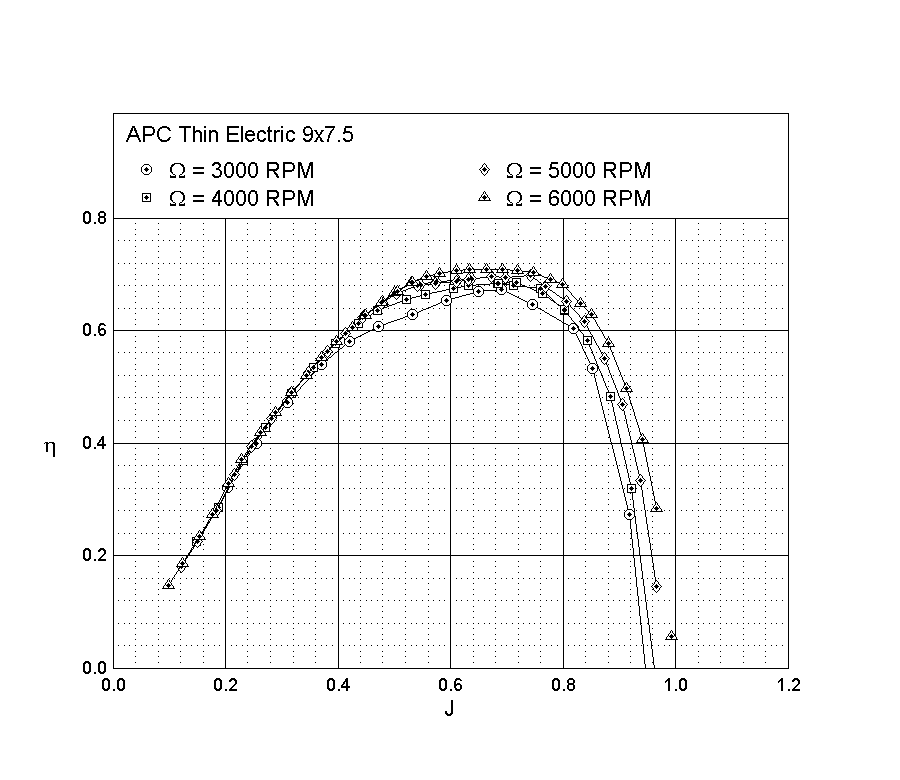 APC Thin Electric 9x7.5
Ω = 3000 RPM
Ω = 5000 RPM
Ω = 4000 RPM
Ω = 6000 RPM
0.8
0.6
0.4
η
0.2
0.0
0.0 0.2 0.4 0.6 0.8 1.0 1.2
J